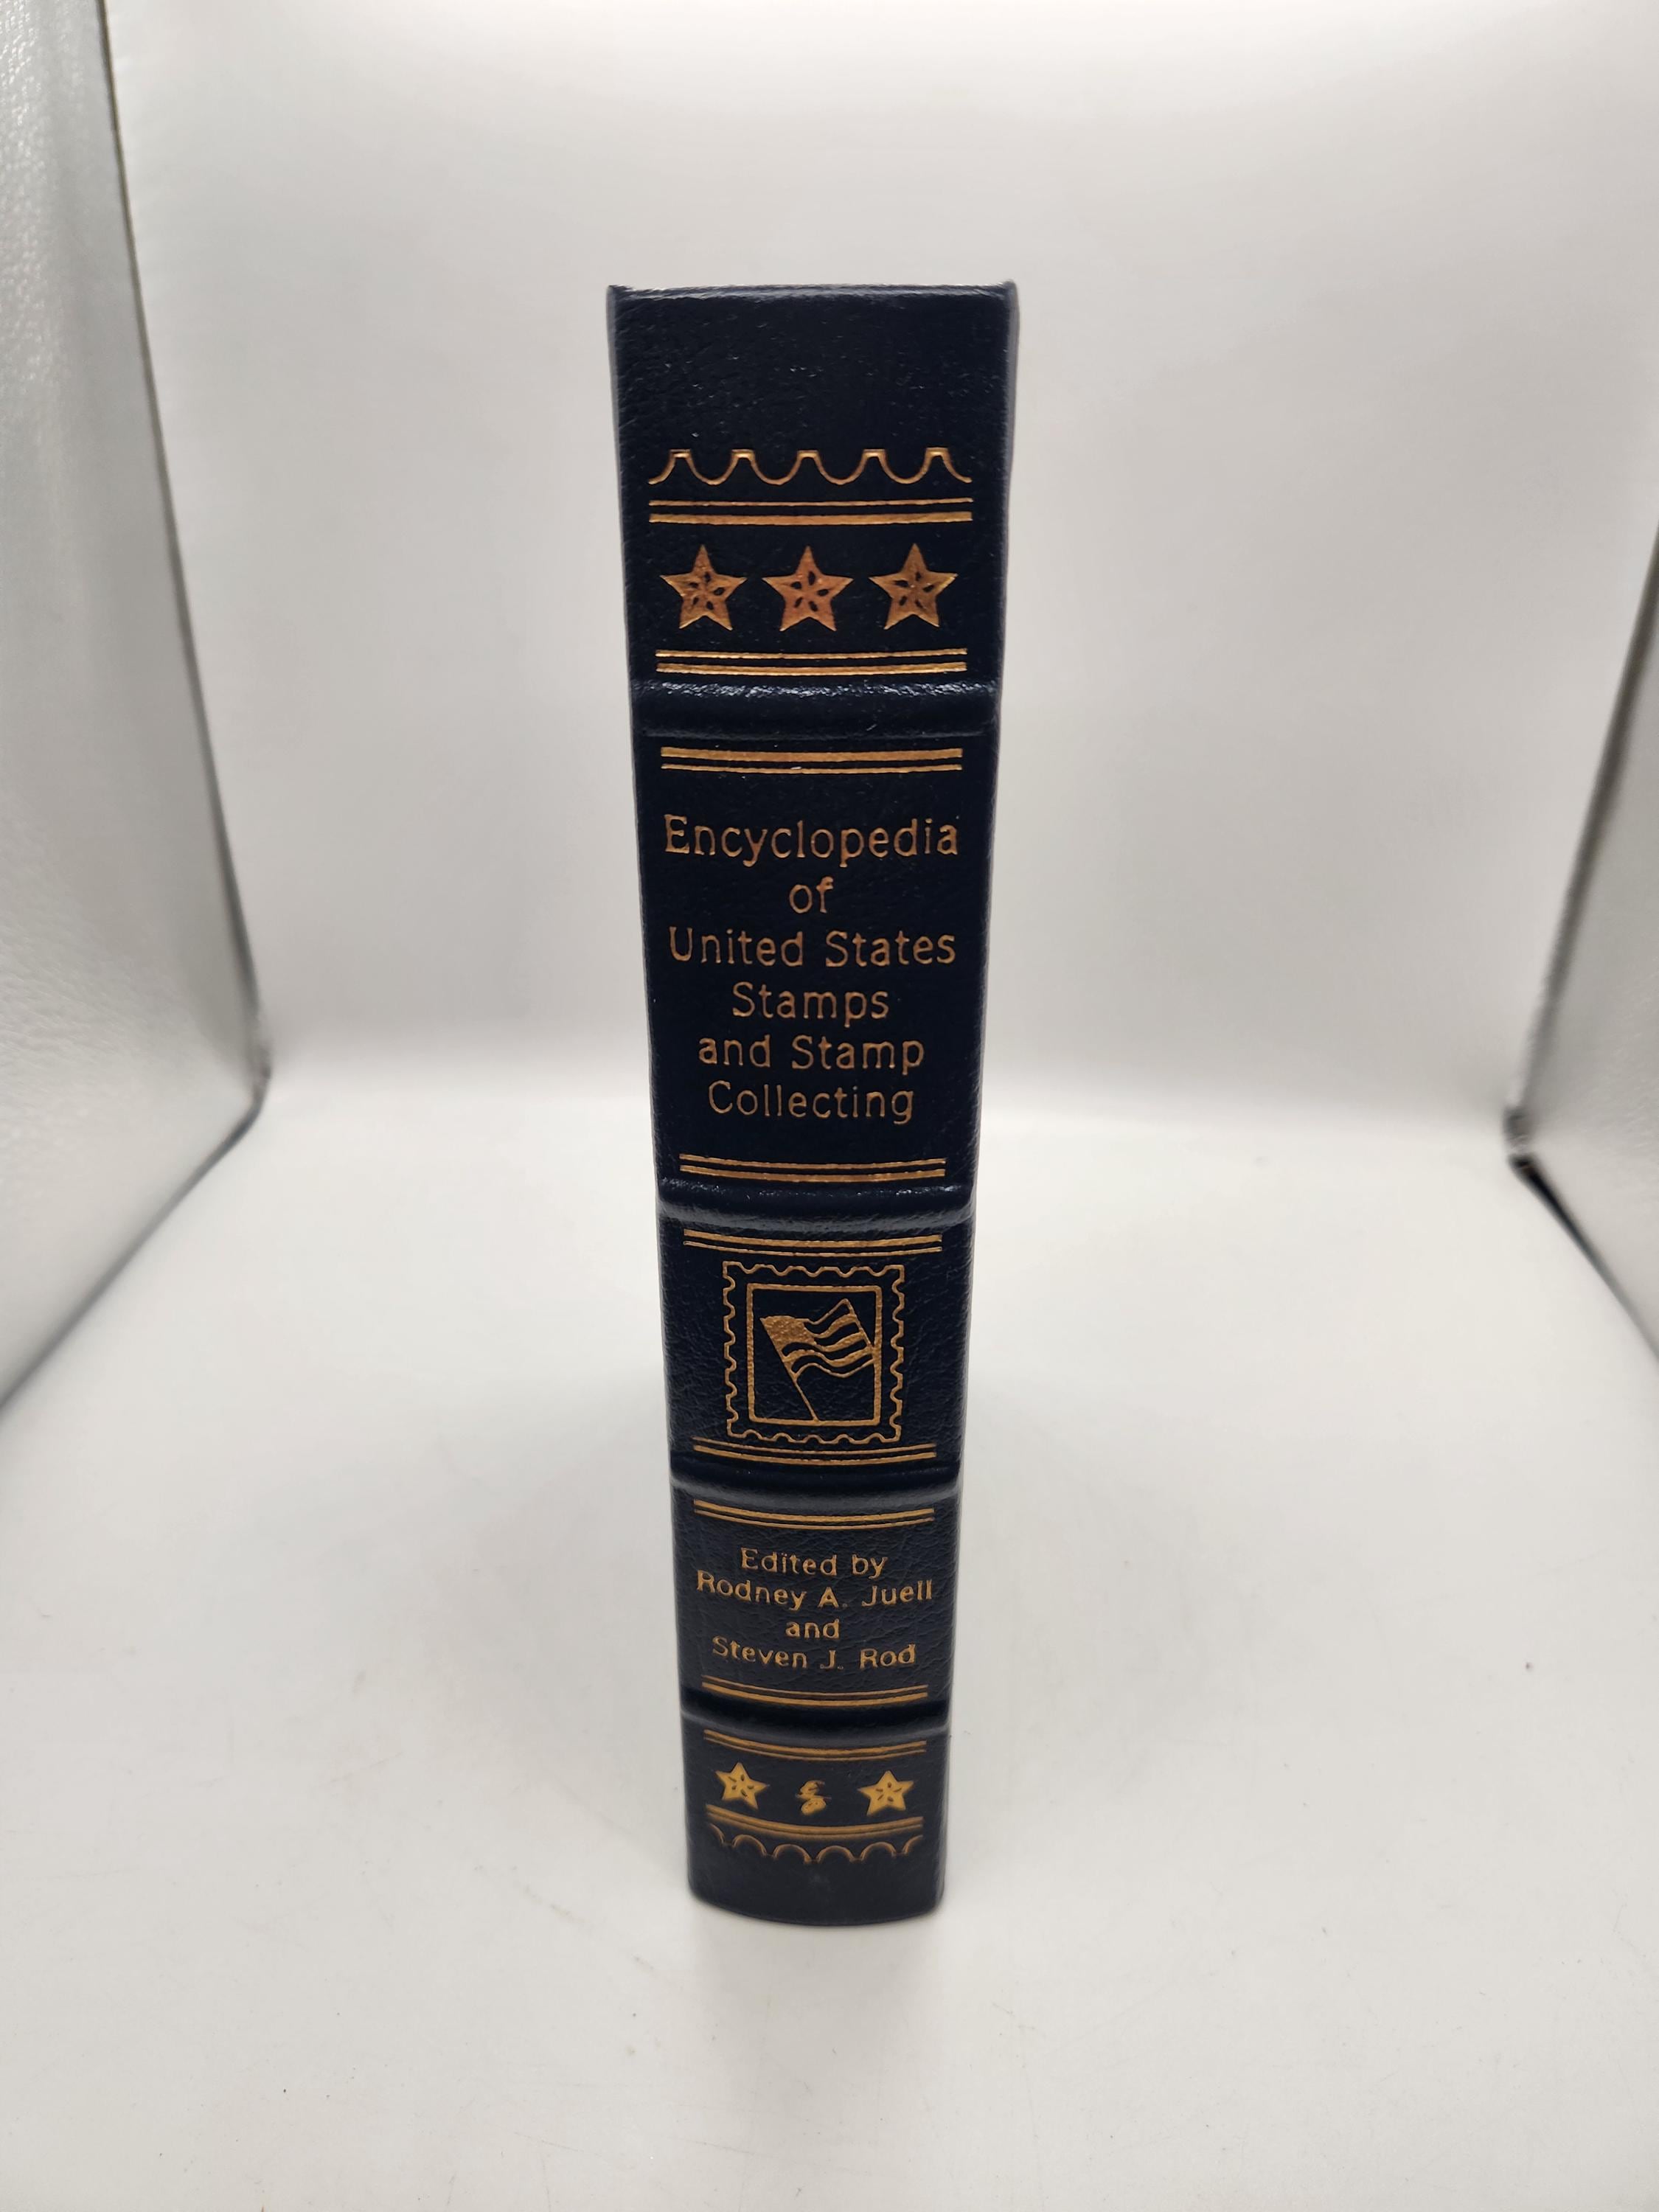 Encyclopedia
of
United States
Stamps
and Stamp
Collecting
Edited by
Rodney A. Juell
and
Steven J. Rod